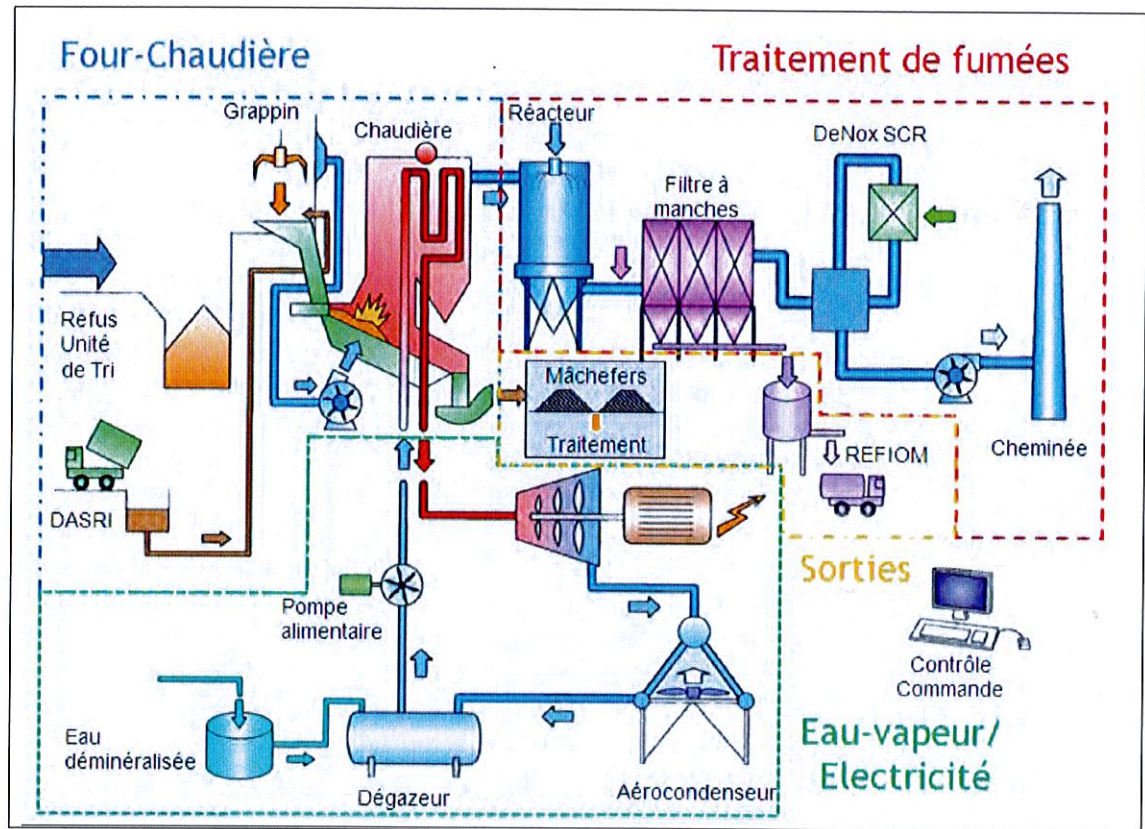 Four-Chaudière
Traitement de fumées
Grappin
Chaudière
Réacteur
DeNox SCR
Filtre à
manches
Refus
Unité
de Tri
Mâchefers
Traitement
REFIOM
Cheminée
DASRI
Sorties
Pompe
alimentaire
Contrôle
Commande
Eau
déminéralisée
Dégazeur
Aérocondenseur
Eau-vapeur/
Electricité